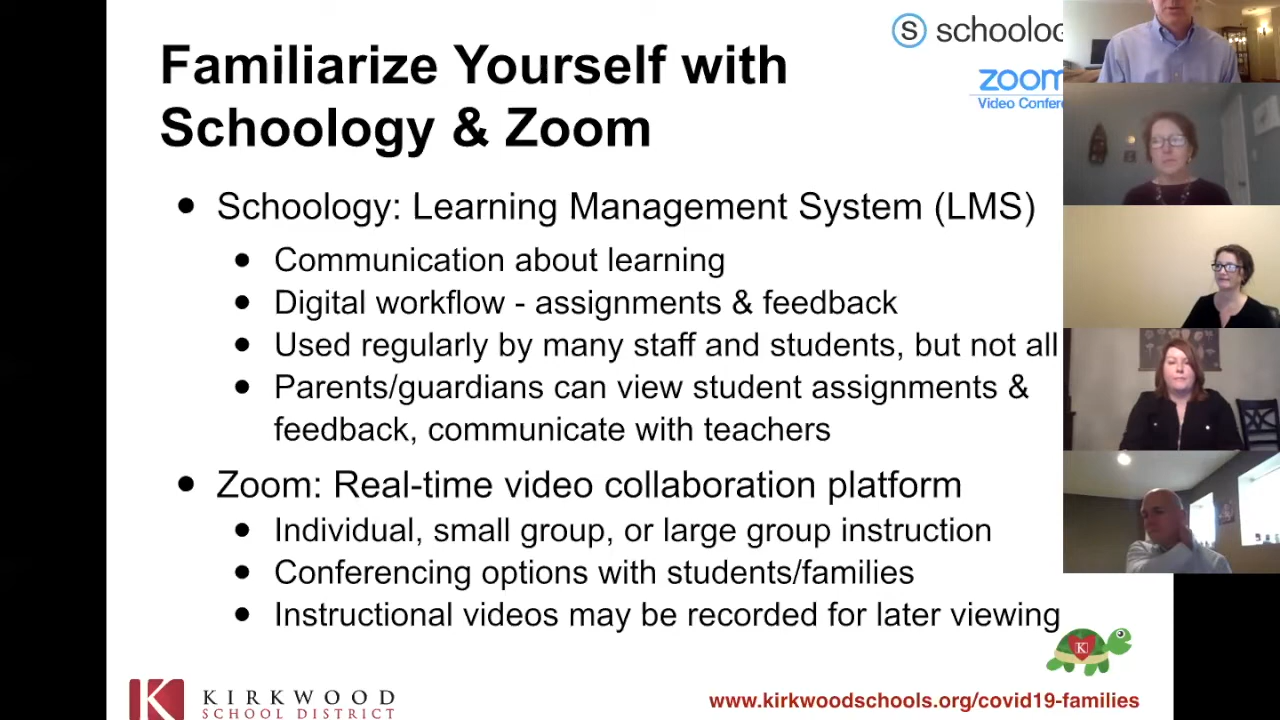 schoolog
zoom
Video Confere
Familiarize Yourself with
Schoology & Zoom
Schoology: Learning Management System (LMS)
Communication about learning
Digital workflow - assignments & feedback
Used regularly by many staff and students, but not all
Parents/guardians can view student assignments &
feedback, communicate with teachers
Zoom: Real-time video collaboration platform
Individual, small group, or large group instruction
Conferencing options with students/families
Instructional videos may be recorded for later viewing
K
KIRKWOOD
SCHOOL DISTRICT
www.kirkwoodschools.org/covid19-families